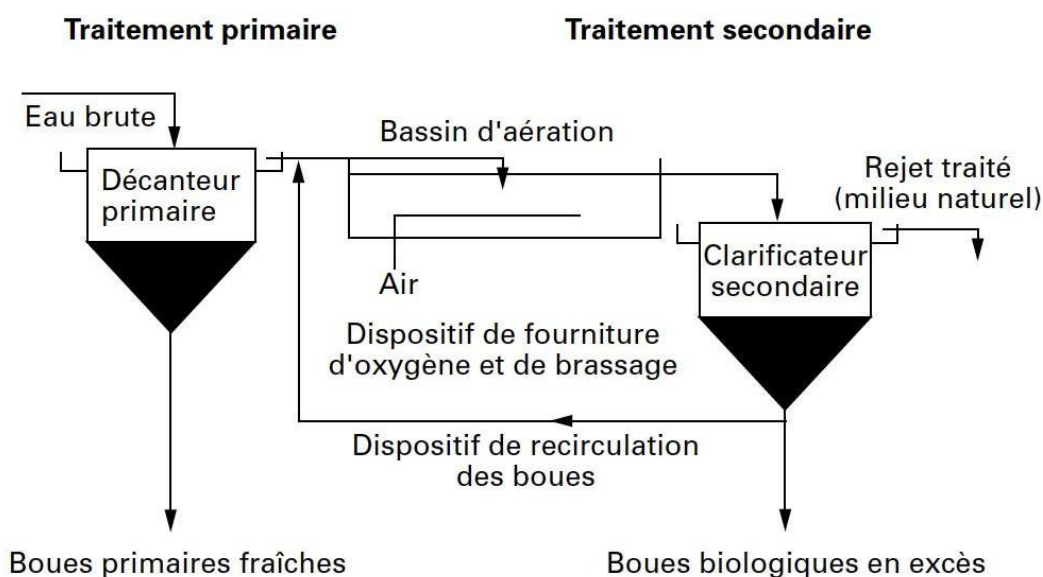 Traitement primaire
Traitement secondaire
Eau brute
Bassin d'aération
Rejet traité
(milieu naturel)
Décanteur
primaire
Clarificateur
secondaire
Air
Dispositif de fourniture
d'oxygène et de brassage
Dispositif de recirculation
des boues
Boues primaires fraîches
Boues biologiques en excès